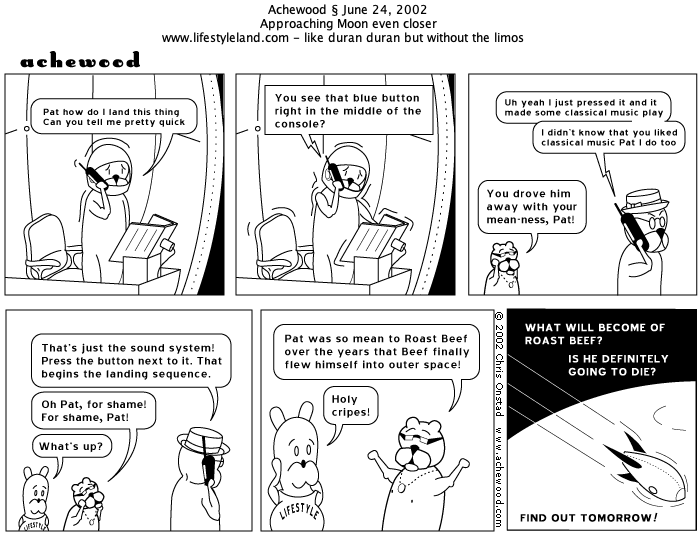 Achewood § June 24, 2002
Approaching Moon even closer
www.lifestyleland.com – like duran duran but without the limos
achewood
Pat how do I land this thing
Can you tell me pretty quick
You see that blue button
right in the middle of the
console?
Uh yeah I just pressed it and it
made some classical music play
I didn't know that you liked
classical music Pat I do too
You drove him
away with your
mean-ness, Pat!
That's just the sound system!
Press the button next to it. That
begins the landing sequence.
Oh Pat, for shame!
For shame, Pat!
What's up?
LIFESTYLE
Pat was so mean to Roast Beef
over the years that Beef finally
flew himself into outer space!
Holy
cripes!
LIFESTYLE
© 2002 Chris Onstad www.achewood.com
WHAT WILL BECOME OF
ROAST BEEF?
IS HE DEFINITELY
GOING TO DIE?
FIND OUT TOMORROW!